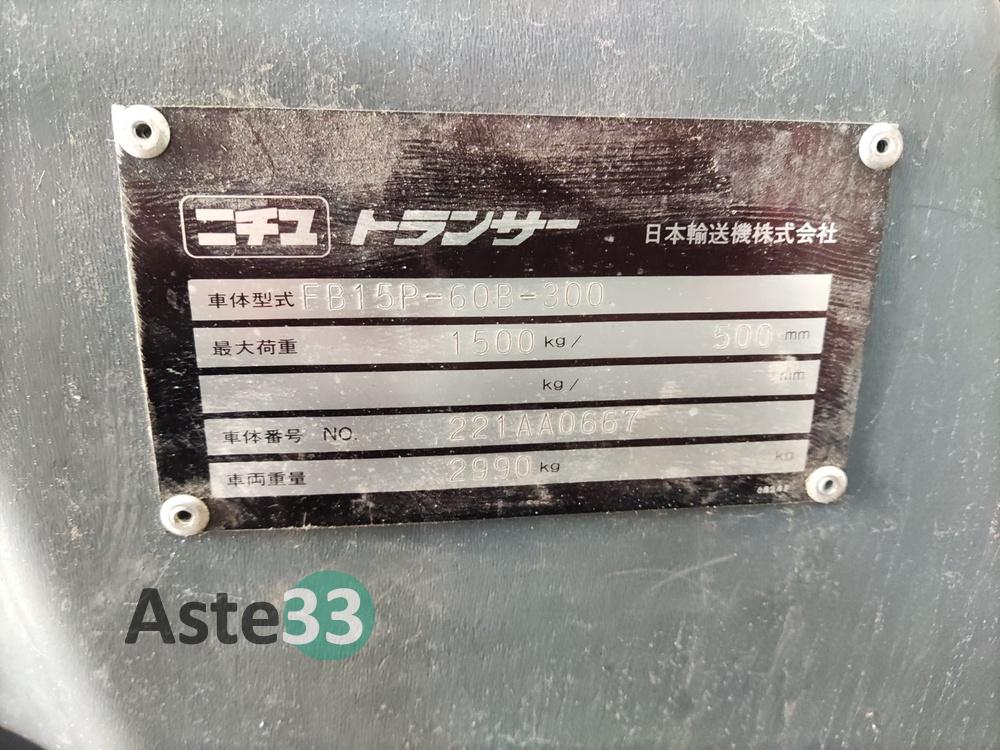 ニチユ トランサー 日本輸送機株式会社
車体型式 FB15P-60B-300
最大荷重 1500 kg/ 500 mm
kg/ mm
車体番号 NO. 221AA0667
車両重量 2990 kg kg
Aste33